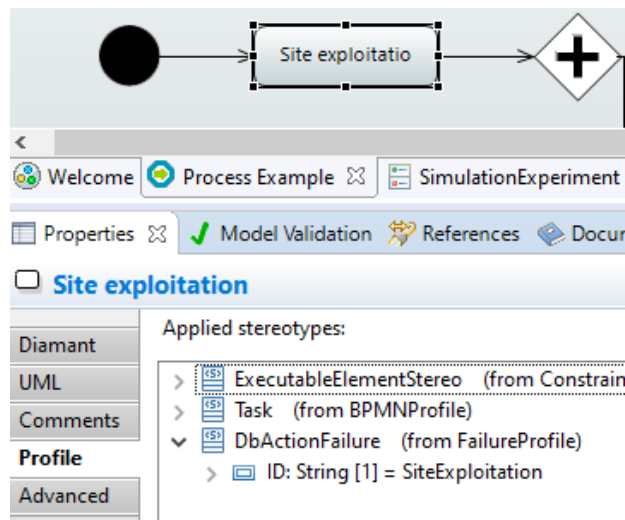 Site exploitatio
Welcome Process Example SimulationExperiment
Properties Model Validation References Docur
Site exploitation
Applied stereotypes:
Diamant
UML
Comments
Profile
Advanced
ExecutableElementStereo (from Constrain
Task (from BPMNProfile)
DbActionFailure (from FailureProfile)
ID: String [1] = SiteExploitation